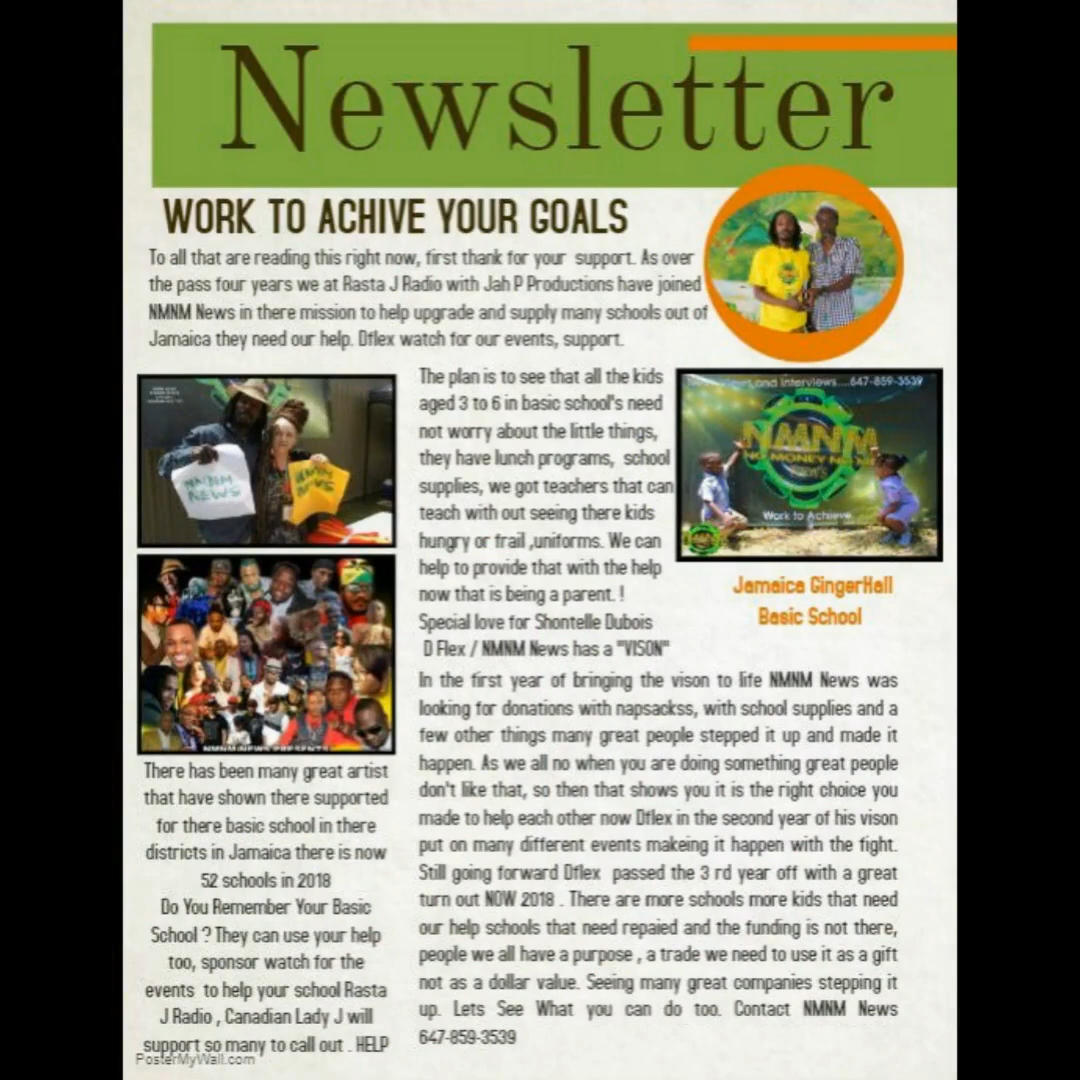 Newsletter
WORK TO ACHIVE YOUR GOALS
To all that are reading this right now, first thank for your support. As over
the pass four years we at Rasta J Radio with Jah P Productions have joined
NMNM News in there mission to help upgrade and supply many schools out of
Jamaica they need our help. Dflex watch for our events, support.
NMNM
NEWS
The plan is to see that all the kids
aged 3 to 6 in basic school's need
not worry about the little things,
they have lunch programs, school
supplies, we got teachers that can
teach with out seeing there kids
hungry or frail ,uniforms. We can
help to provide that with the help
now that is being a parent. !
Special love for Shontelle Dubois
D Flex / NMNM News has a "VISON"
and Interviews....647-859-3539
NMNM
NO MONEY
Work to Achieve
Jamaica GingerHall
Basic School
NMNM NEWS PRESENTS
There has been many great artist
that have shown there supported
for there basic school in there
districts in Jamaica there is now
52 schools in 2018
Do You Remember Your Basic
School ? They can use your help
too, sponsor watch for the
events to help your school Rasta
J Radio , Canadian Lady J will
support so many to call out . HELP
In the first year of bringing the vison to life NMNM News was
looking for donations with napsackss, with school supplies and a
few other things many great people stepped it up and made it
happen. As we all no when you are doing something great people
don't like that, so then that shows you it is the right choice you
made to help each other now Dflex in the second year of his vison
put on many different events makeing it happen with the fight.
Still going forward Dflex passed the 3 rd year off with a great
turn out NOW 2018 . There are more schools more kids that need
our help schools that need repaied and the funding is not there,
people we all have a purpose , a trade we need to use it as a gift
not as a dollar value. Seeing many great companies stepping it
up. Lets See What you can do too. Contact NMNM News
647-859-3539
PosterMyWall.com